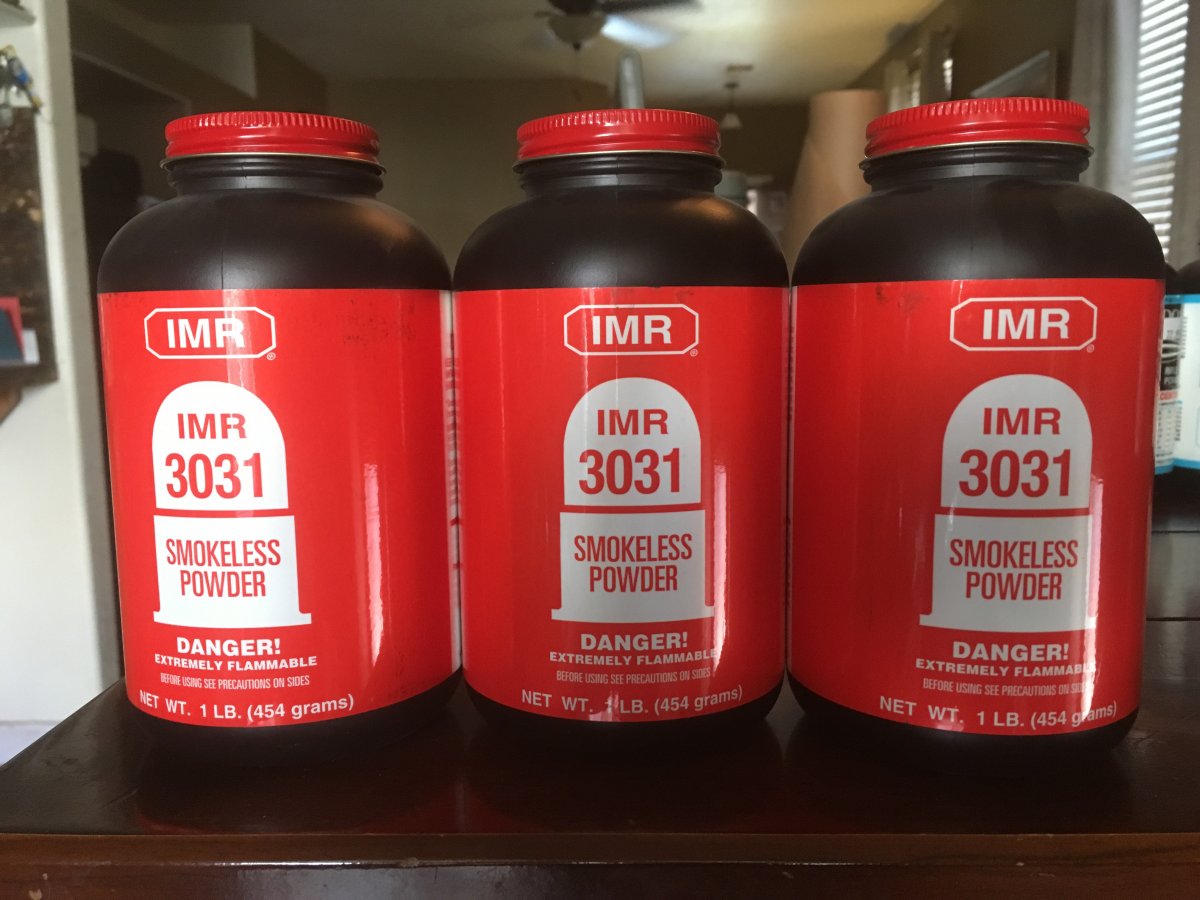 IMR
®
IMR
3031
SMOKELESS
POWDER
DANGER!
EXTREMELY FLAMMABLE
BEFORE USING SEE PRECAUTIONS ON SIDES
NET WT. 1 LB. (454 grams)
IMR
®
IMR
3031
SMOKELESS
POWDER
DANGER!
EXTREMELY FLAMMABLE
BEFORE USING SEE PRECAUTIONS ON SIDES
NET WT. 1 LB. (454 grams)
IMR
®
IMR
3031
SMOKELESS
POWDER
DANGER!
EXTREMELY FLAMMABLE
BEFORE USING SEE PRECAUTIONS ON SIDES
NET WT. 1 LB. (454 grams)